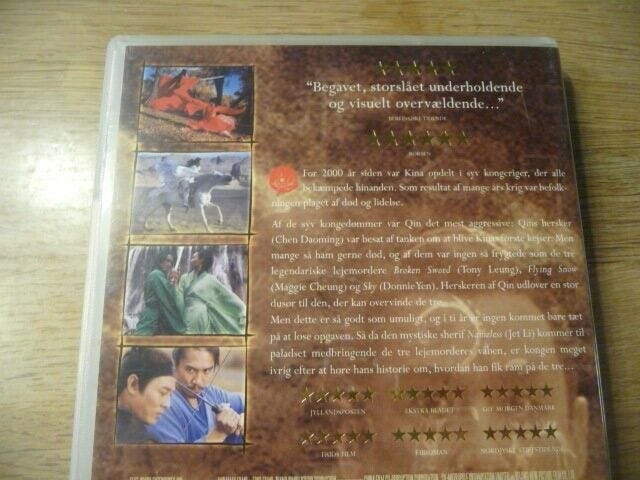 “Begavet, storslået underholdende
og visuelt overvældende...”
BERLINGSKE TIDENDE
BØRSEN
For 2000 år siden var Kina opdelt i syv kongeriger, der alle
bekæmpede hinanden. Som resultat af mange års krig var befolk-
ningen plaget af død og lidelse.
Af de syv kongedømmer var Qin det mest aggressive: Qins hersker
(Chen Daoming) var besat af tanken om at blive Kinas første kejser. Men
mange så ham gerne død, og af dem var ingen så frygtede som de tre
legendariske lejemordere Broken Sword (Tony Leung), Flying Snow
(Maggie Cheung) og Sky (Donnie Yen). Herskeren af Qin udlover en stor
dusør til den, der kan overvinde de tre.
Men dette er så godt som umuligt, og i ti år er ingen kommet bare tæt
på at løse opgaven. Så da den mystiske sherif Nameless (Jet Li) kommer til
paladset medbringende de tre lejemorderes våben, er kongen meget
ivrig efter at høre hans historie om, hvordan han fik ram på de tre...
JYLLANDSPOSTEN
EKSTRA BLADET
GO' MORGEN DANMARK
FILMMAN
NORDJYSKE STIFTSTIDENDE